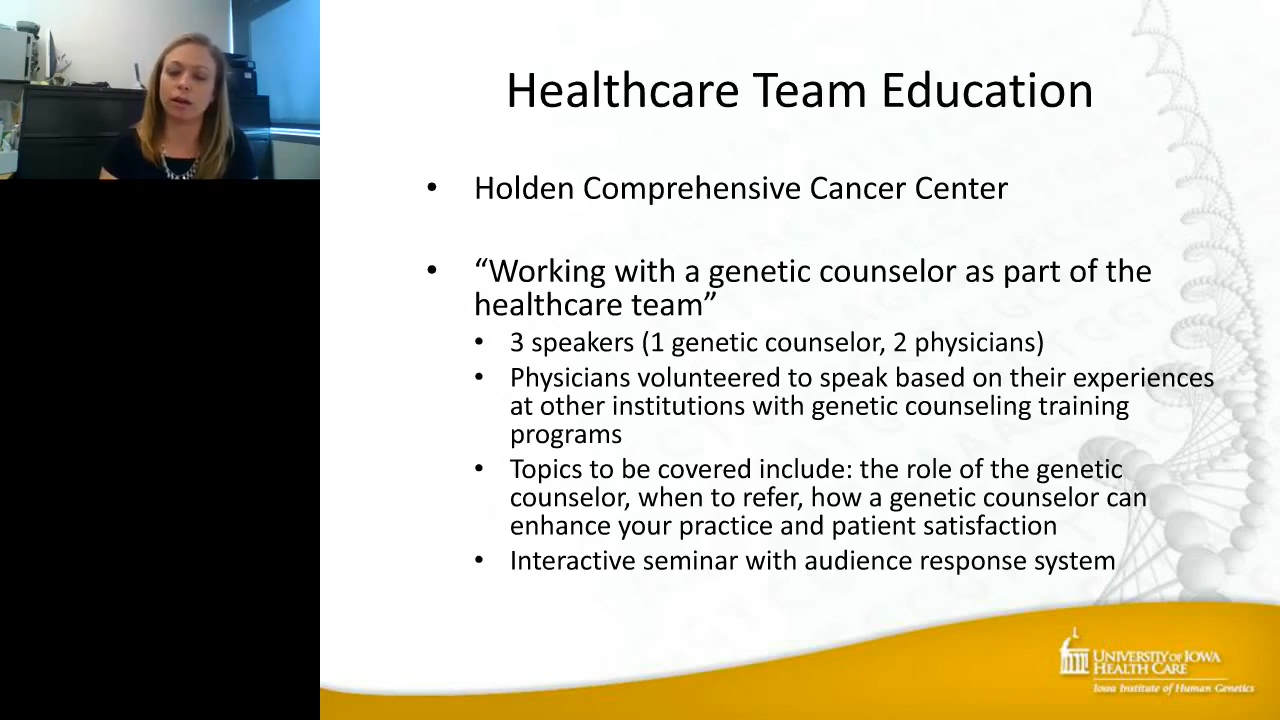 Healthcare Team Education
• Holden Comprehensive Cancer Center
• “Working with a genetic counselor as part of the
healthcare team”
• 3 speakers (1 genetic counselor, 2 physicians)
• Physicians volunteered to speak based on their experiences
at other institutions with genetic counseling training
programs
• Topics to be covered include: the role of the genetic
counselor, when to refer, how a genetic counselor can
enhance your practice and patient satisfaction
• Interactive seminar with audience response system
UNIVERSITY OF IOWA
HEALTH CARE
Iowa Institute of Human Genetics